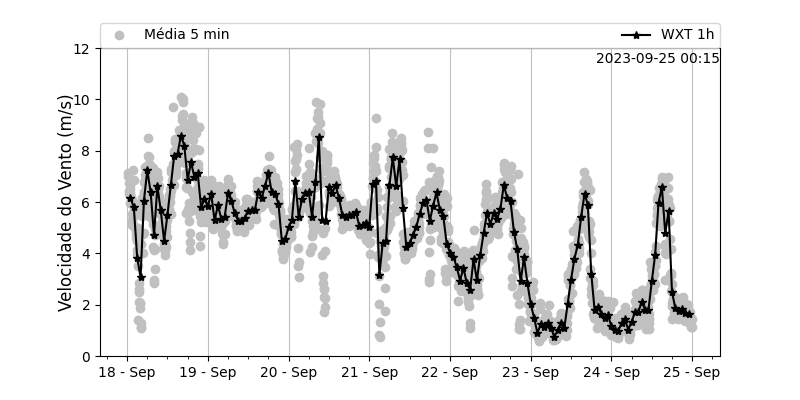 Média 5 min
WXT 1h
2023-09-25 00:15
Velocidade do Vento (m/s)
12
10
8
6
4
2
0
18 - Sep
19 - Sep
20 - Sep
21 - Sep
22 - Sep
23 - Sep
24 - Sep
25 - Sep